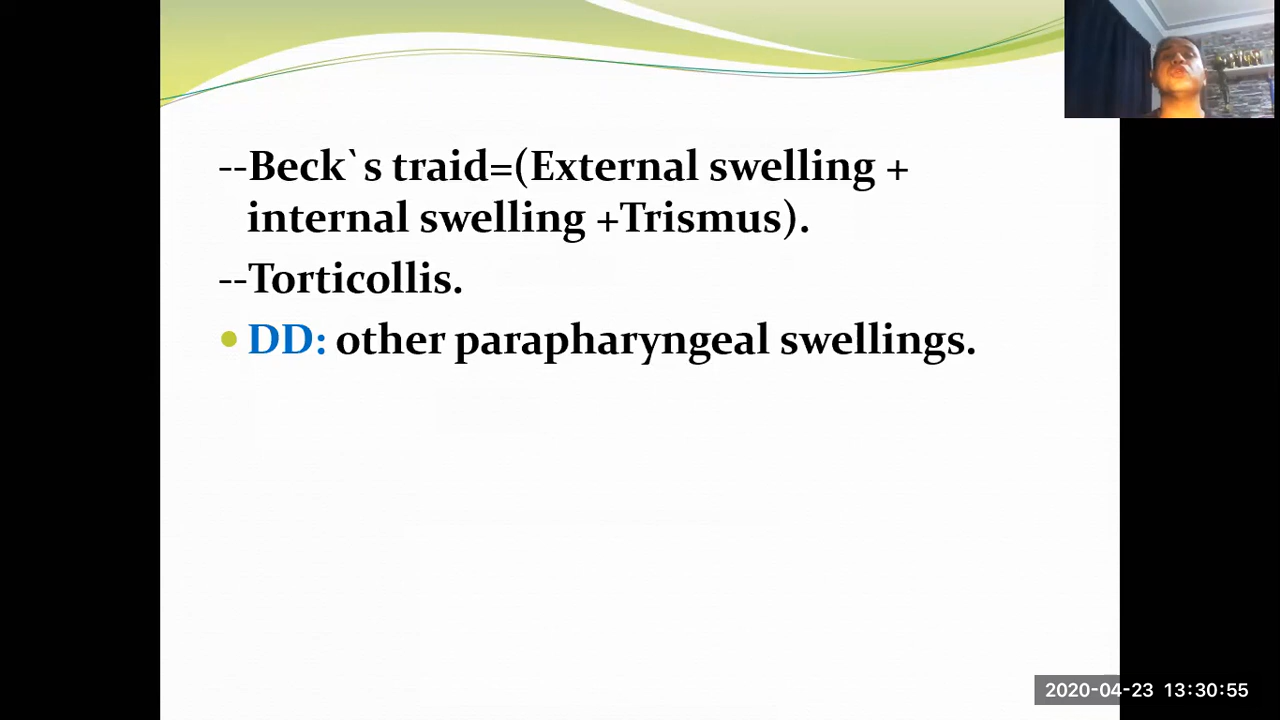 --Beck`s traid=(External swelling +
internal swelling +Trismus).
--Torticollis.
DD: other parapharyngeal swellings.
2020-04-23 13:30:55